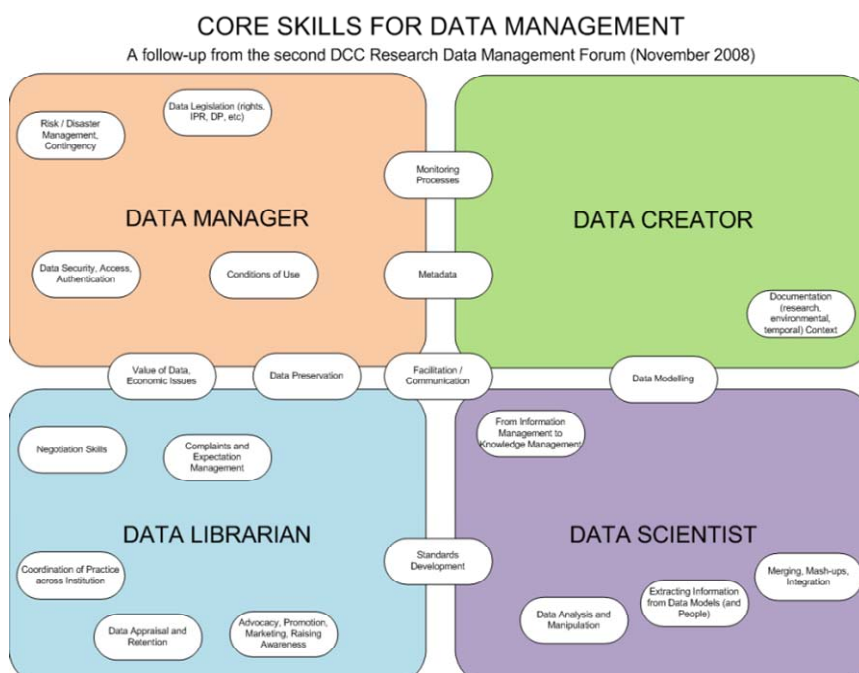 CORE SKILLS FOR DATA MANAGEMENT
A follow-up from the second DCC Research Data Management Forum (November 2008)
Risk / Disaster
Management,
Contingency
Data Legislation (rights,
IPR, DP, etc)
Monitoring
Processes
DATA MANAGER
DATA CREATOR
Data Security, Access,
Authentication
Conditions of Use
Metadata
Documentation
(research,
environmental,
temporal) Context
Value of Data,
Economic Issues
Data Preservation
Facilitation /
Communication
Data Modelling
Negotiation Skills
Complaints and
Expectation
Management
From Information
Management to
Knowledge Management
DATA LIBRARIAN
DATA SCIENTIST
Coordination of Practice
across Institution
Standards
Development
Merging, Mash-ups,
Integration
Data Appraisal and
Retention
Advocacy, Promotion,
Marketing, Raising
Awareness
Data Analysis and
Manipulation
Extracting Information
from Data Models (and
People)